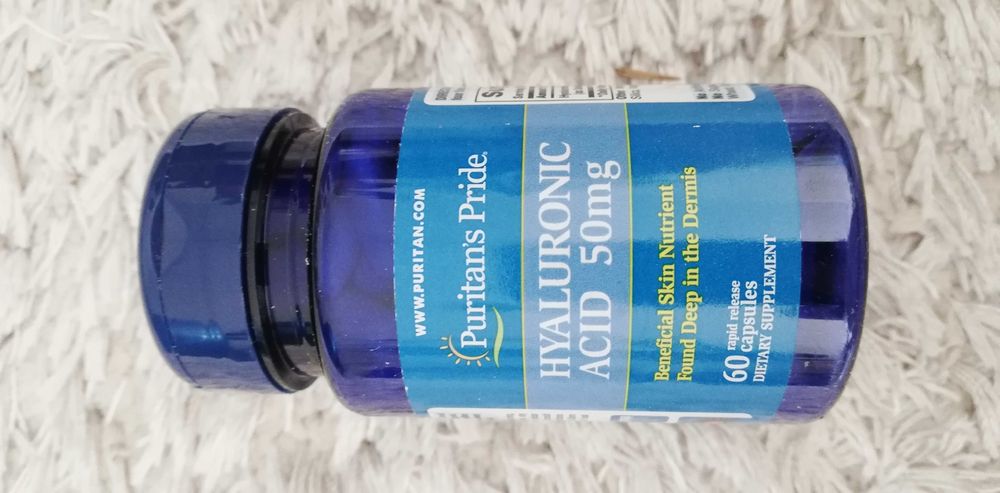 WWW.PURITAN.COM
Puritan's Pride®
HYALURONIC
ACID 50mg
Beneficial Skin Nutrient
Found Deep in the Dermis
60 rapid release
capsules
DIETARY SUPPLEMENT